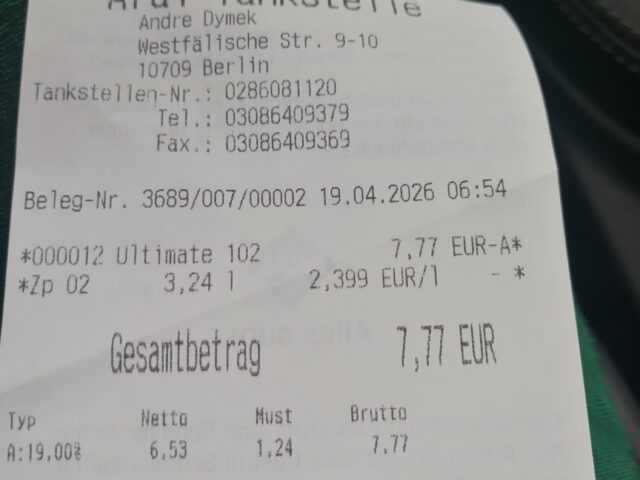 Aral Tankstelle
Andre Dymek
Westfälische Str. 9-10
10709 Berlin
Tankstellen-Nr.: 0286081120
Tel.: 03086409379
Fax.: 03086409369
Beleg-Nr. 3689/007/00002 19.04.2026 06:54
*000012 Ultimate 102 7,77 EUR-A*
*Zp 02 3,24 l 2,399 EUR/l - *
Gesamtbetrag 7,77 EUR
Typ Netto Must Brutto
A:19,00% 6,53 1,24 7,77